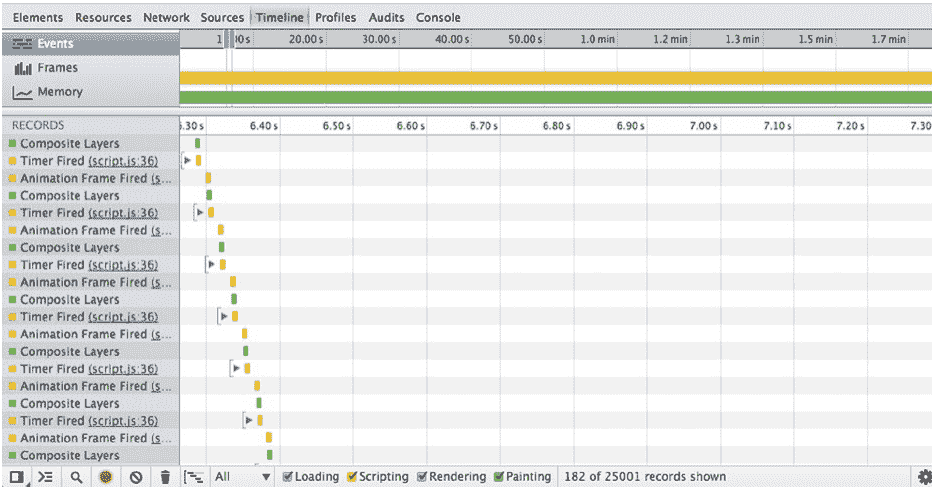 Elements Resources Network Sources Timeline Profiles Audits Console
Events
Frames
Memory
20.00 s 30.00 s 40.00 s 50.00 s 1.0 min 1.2 min 1.3 min 1.5 min 1.7 min
RECORDS
6.40 s 6.50 s 6.60 s 6.70 s 6.80 s 6.90 s 7.00 s 7.10 s 7.20 s 7.30
Composite Layers
Timer Fired (script.js:36)
Animation Frame Fired (s...
Composite Layers
Timer Fired (script.js:36)
Animation Frame Fired (s...
Composite Layers
Timer Fired (script.js:36)
Animation Frame Fired (s...
Composite Layers
Timer Fired (script.js:36)
Animation Frame Fired (s...
Composite Layers
Timer Fired (script.js:36)
Animation Frame Fired (s...
Composite Layers
Timer Fired (script.js:36)
Animation Frame Fired (s...
Composite Layers
All Loading Scripting Rendering Painting 182 of 25001 records shown